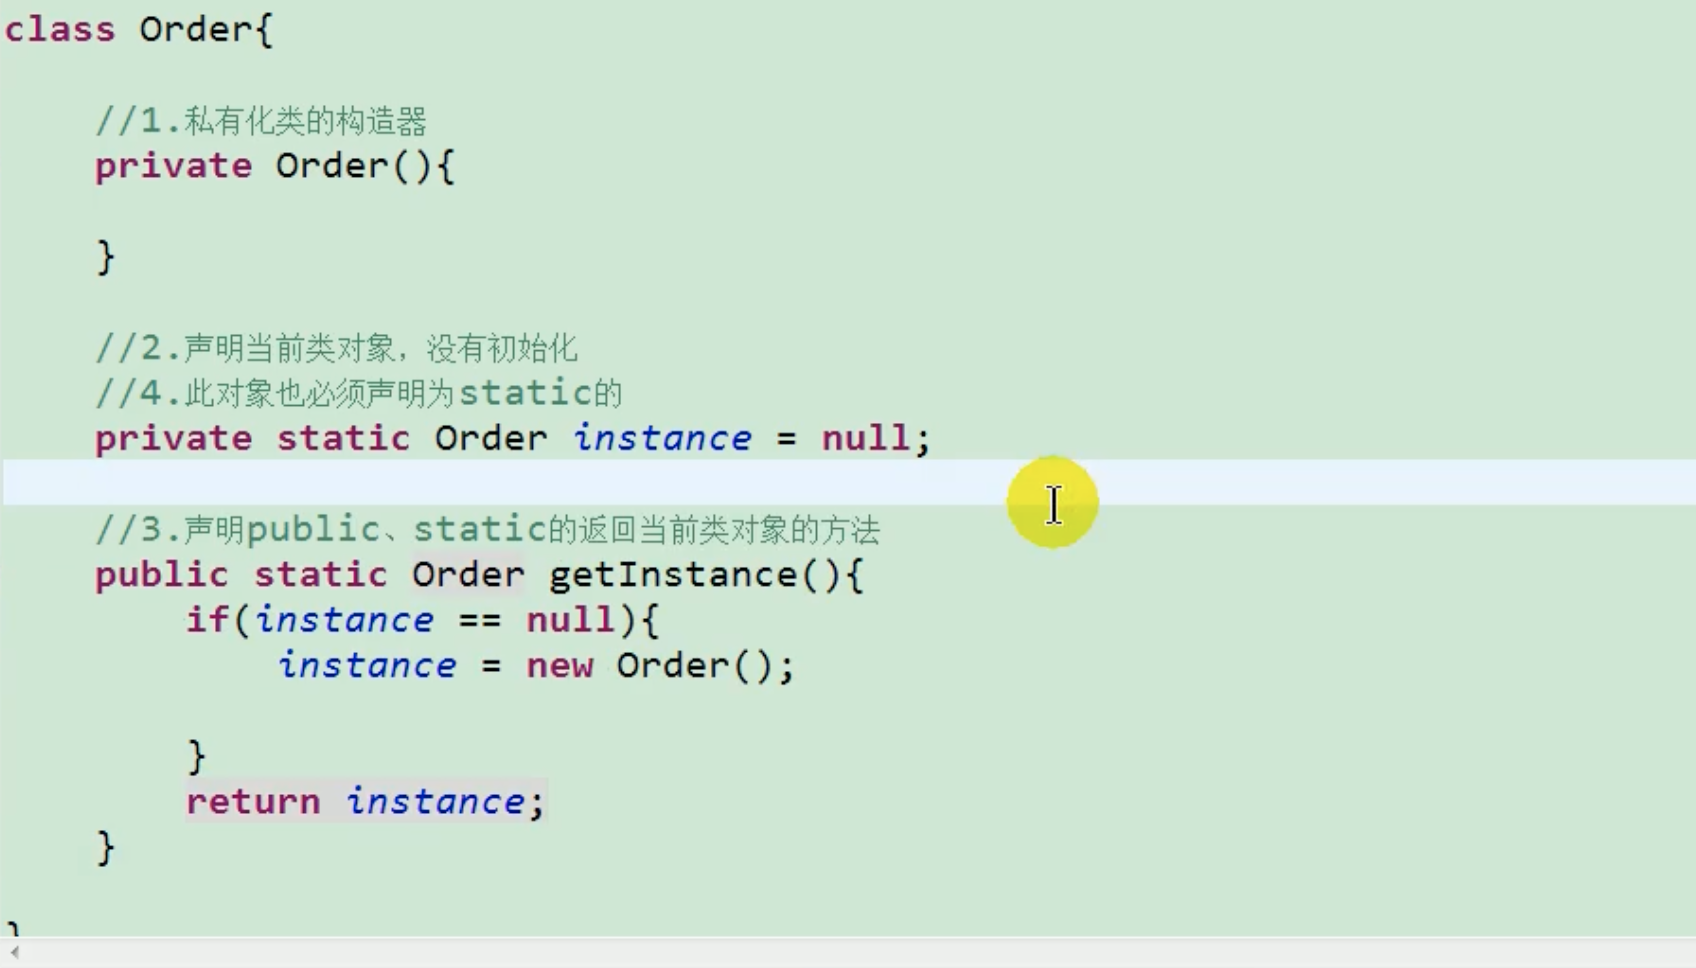 class Order{
//1.私有化类的构造器
private Order(){
}
//2.声明当前类对象，没有初始化
//4.此对象也必须声明为static的
private static Order instance = null;
//3.声明public、static的返回当前类对象的方法
public static Order getInstance(){
if(instance == null){
instance = new Order();
}
return instance;
}
}